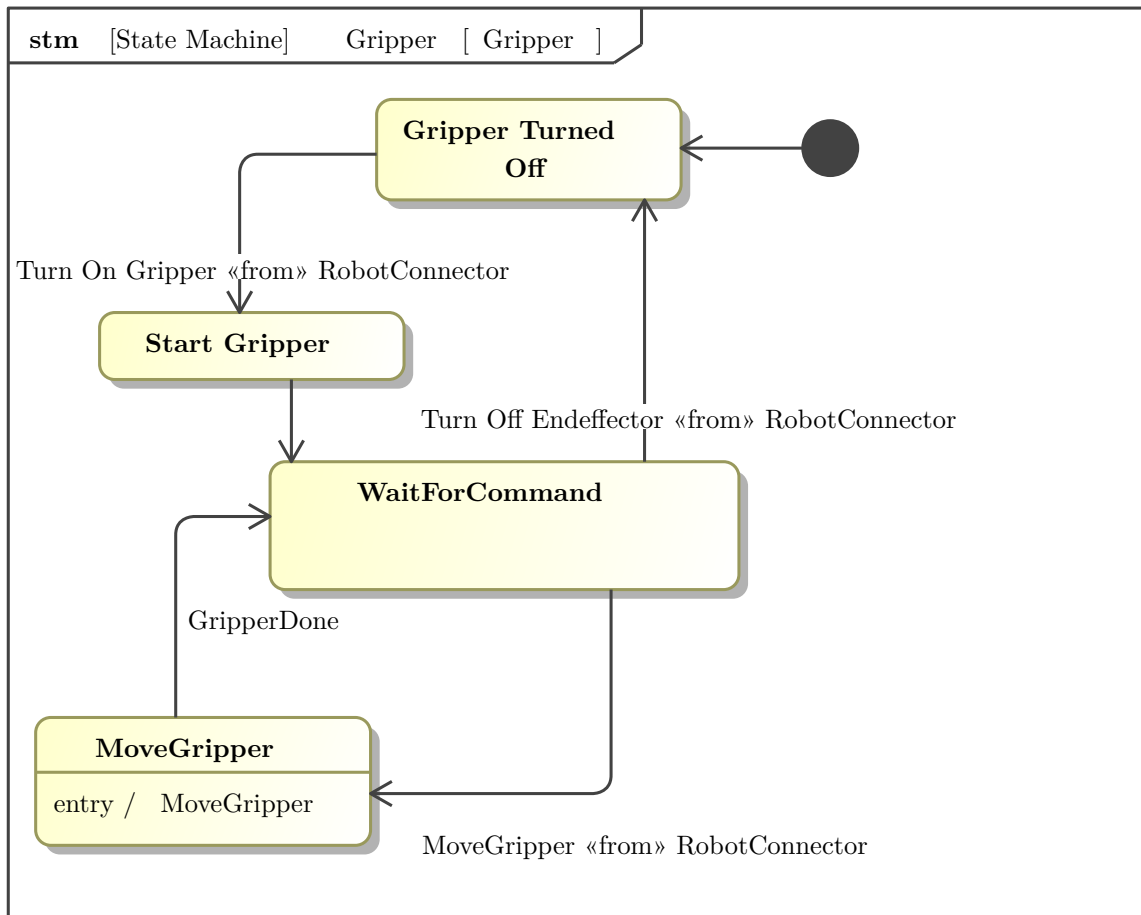 stm [State Machine] Gripper [ Gripper ]
Gripper Turned
Off
Turn On Gripper «from» RobotConnector
Start Gripper
Turn Off Endeffector «from» RobotConnector
WaitForCommand
GripperDone
MoveGripper
entry / MoveGripper
MoveGripper «from» RobotConnector